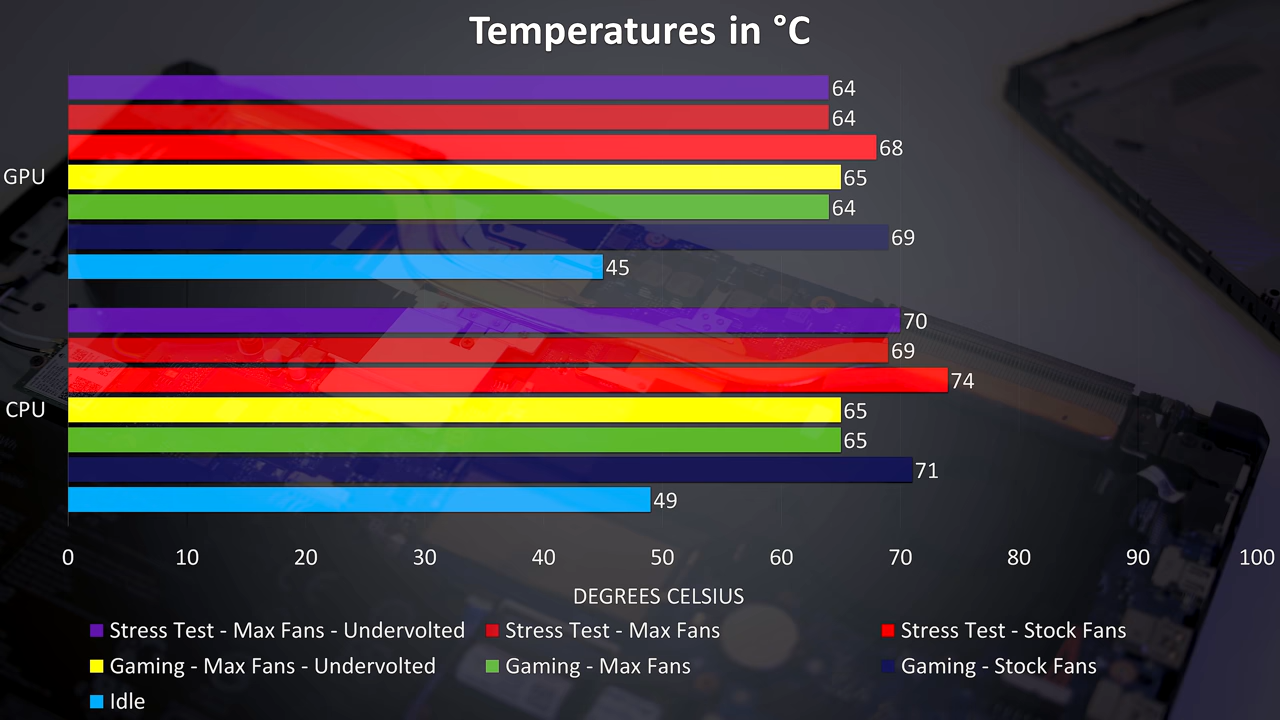 Temperatures in °C
64
64
68
GPU
65
64
69
45
70
69
74
CPU
65
65
71
49
0 10 20 30 40 50 60 70 80 90 100
DEGREES CELSIUS
Stress Test - Max Fans - Undervolted Stress Test - Max Fans Stress Test - Stock Fans
Gaming - Max Fans - Undervolted Gaming - Max Fans Gaming - Stock Fans
Idle